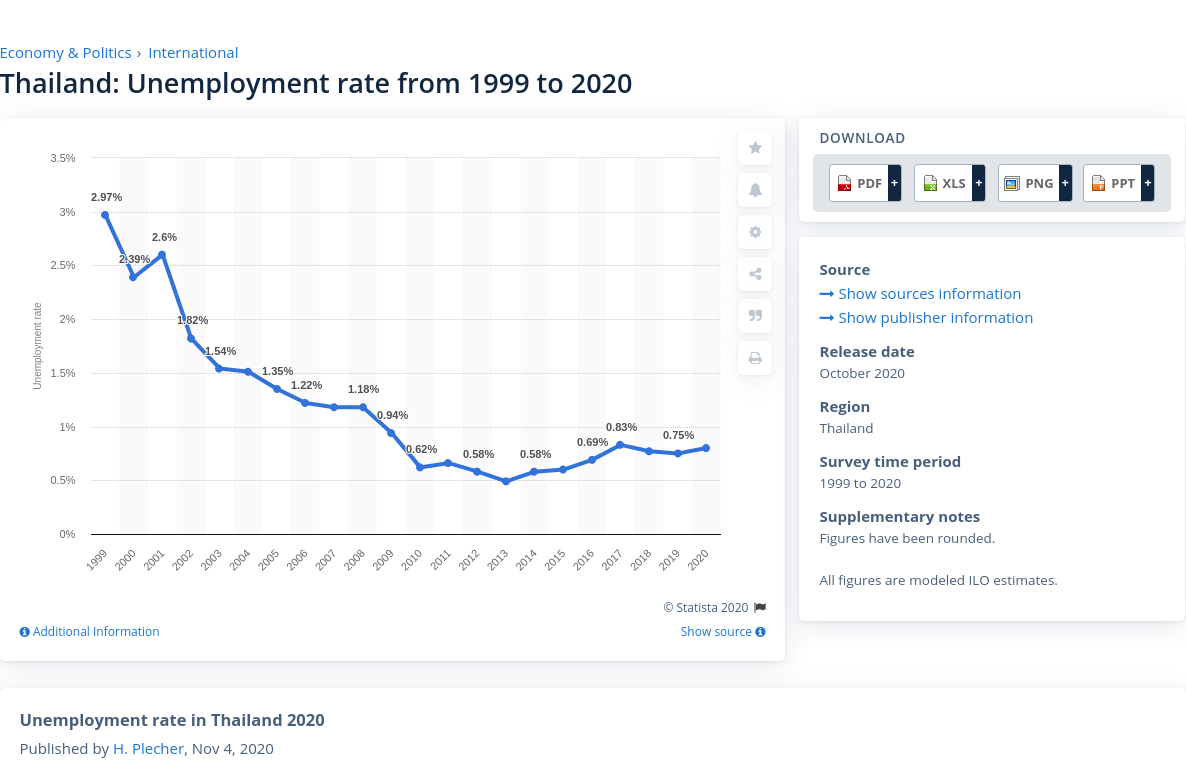 Economy & Politics › International
Thailand: Unemployment rate from 1999 to 2020
3.5%
3%
2.5%
2%
1.5%
1%
0.5%
0%
Unemployment rate
2.97%
2.39%
2.6%
1.82%
1.54%
1.35%
1.22%
1.18%
0.94%
0.62%
0.58%
0.58%
0.69%
0.83%
0.75%
1999
2000
2001
2002
2003
2004
2005
2006
2007
2008
2009
2010
2011
2012
2013
2014
2015
2016
2017
2018
2019
2020
© Statista 2020
Additional Information
Show source
DOWNLOAD
PDF + XLS + PNG + PPT +
Source
Show sources information
Show publisher information
Release date
October 2020
Region
Thailand
Survey time period
1999 to 2020
Supplementary notes
Figures have been rounded.
All figures are modeled ILO estimates.
Unemployment rate in Thailand 2020
Published by H. Plecher, Nov 4, 2020